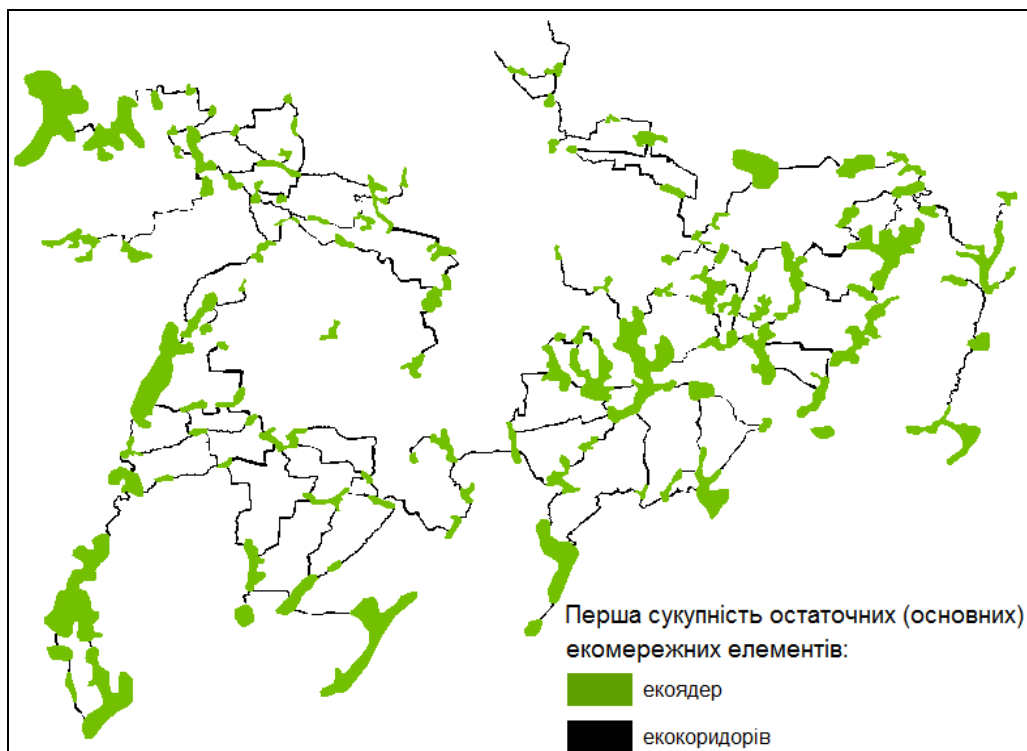 Перша сукупність остаточних (основних)
екомережних елементів:
екоядер
екокоридорів